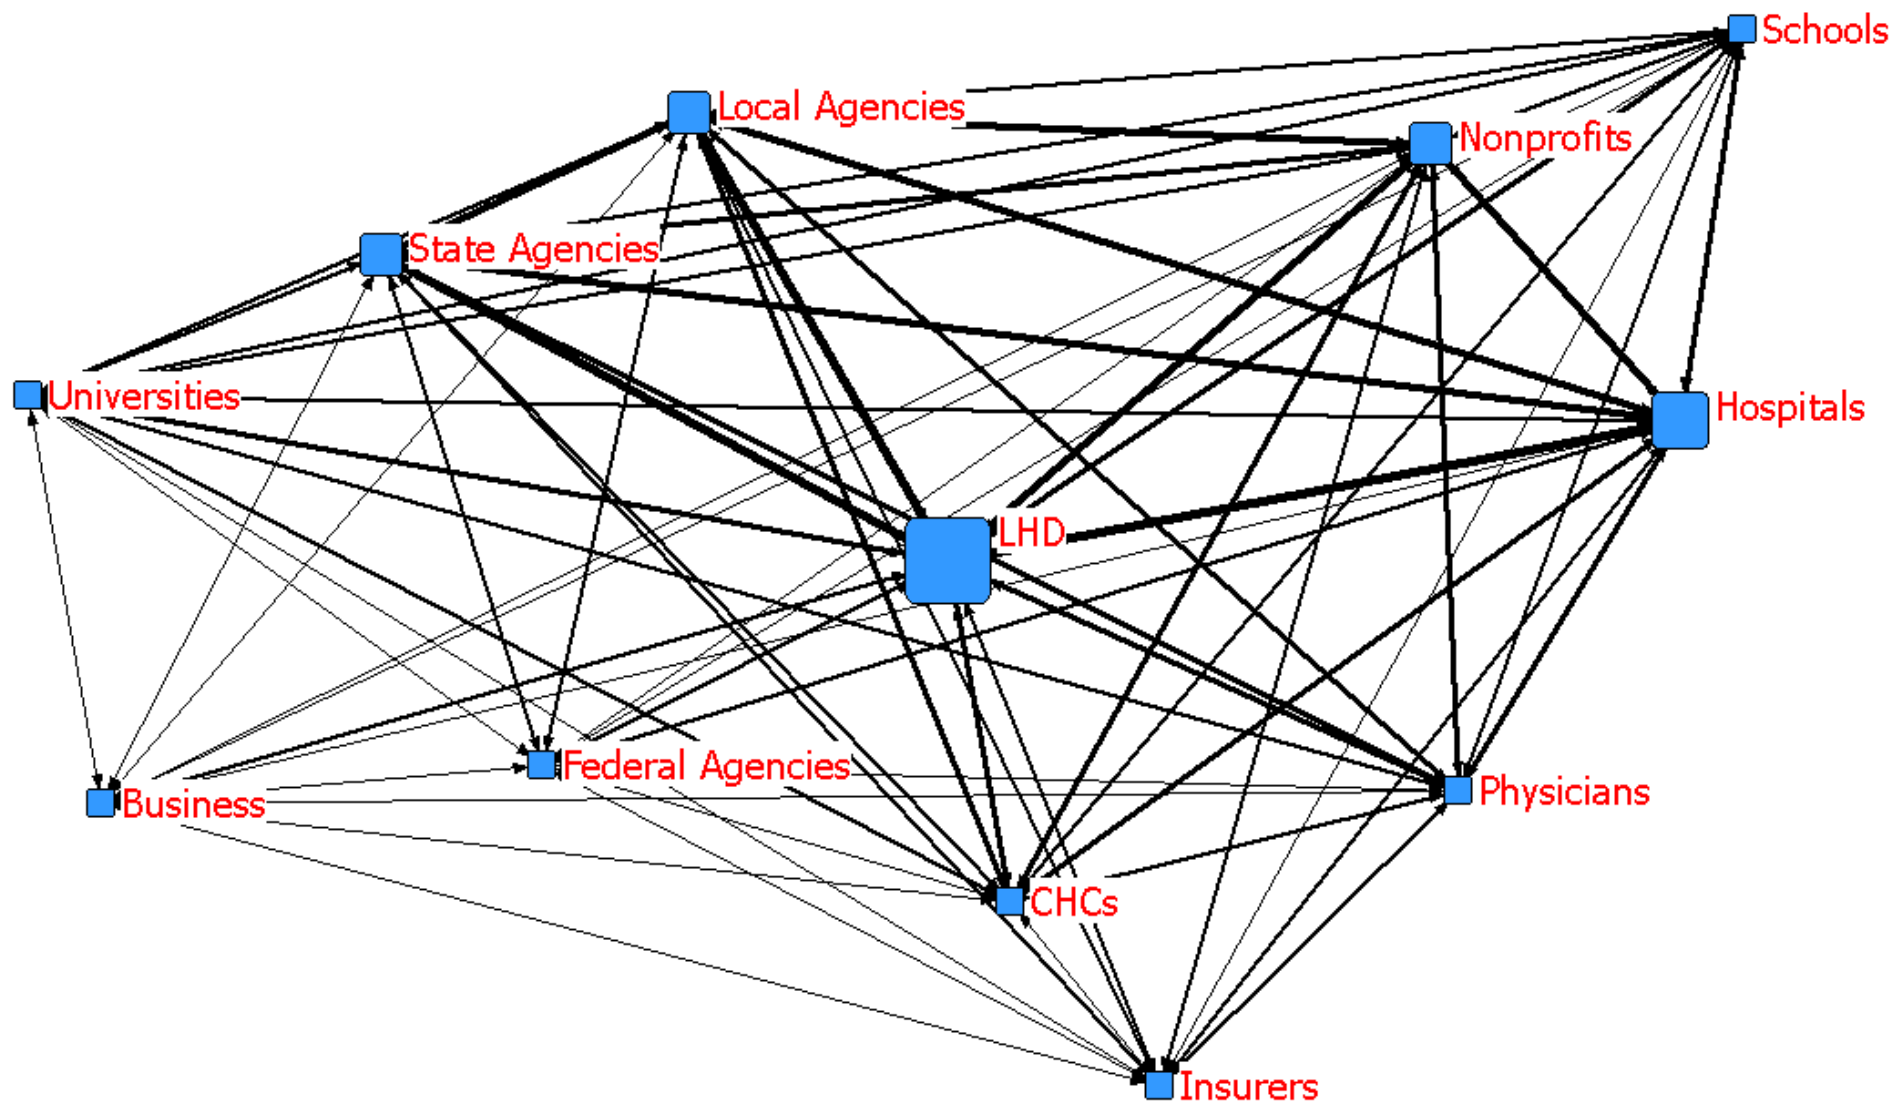 Schools
Local Agencies
Nonprofits
State Agencies
Universities
Hospitals
LHD
Federal Agencies
Business
Physicians
CHCs
Insurers